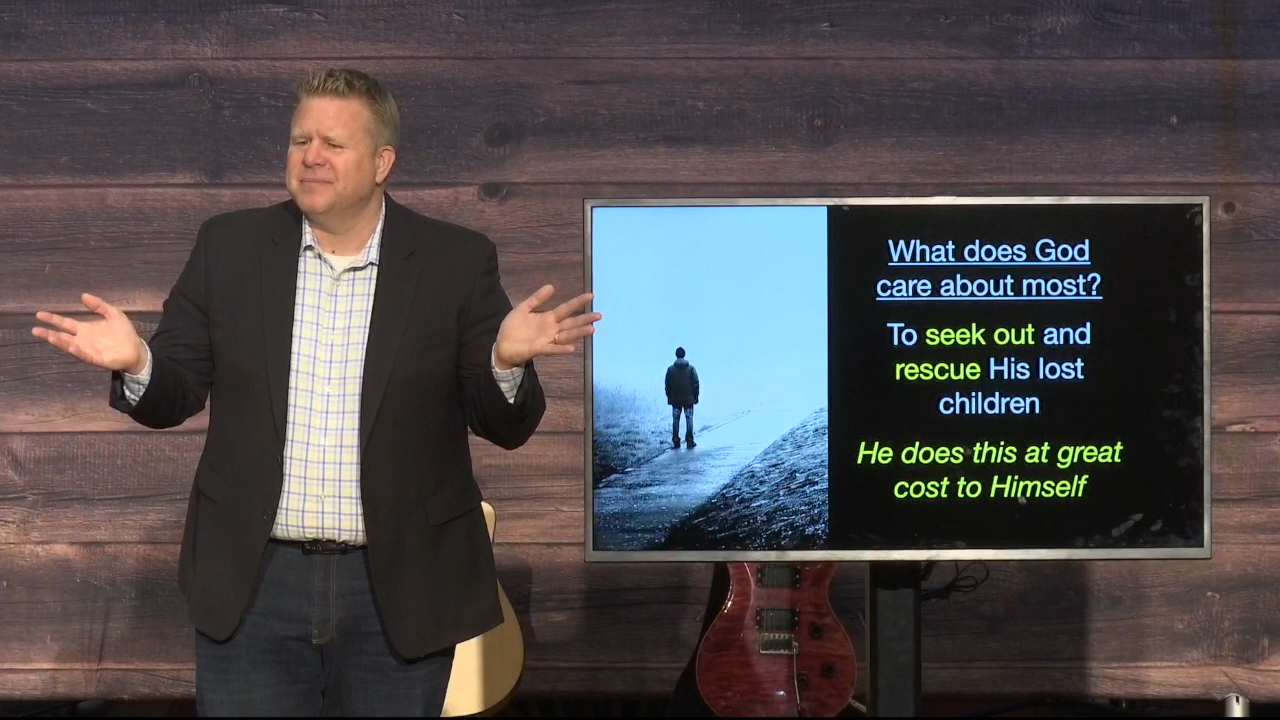 What does God
care about most?
To seek out and
rescue His lost
children
He does this at great
cost to Himself